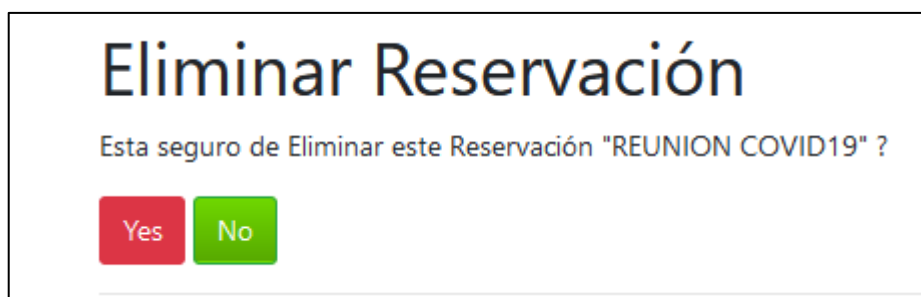 Eliminar Reservación
Esta seguro de Eliminar este Reservación "REUNION COVID19" ?
Yes No